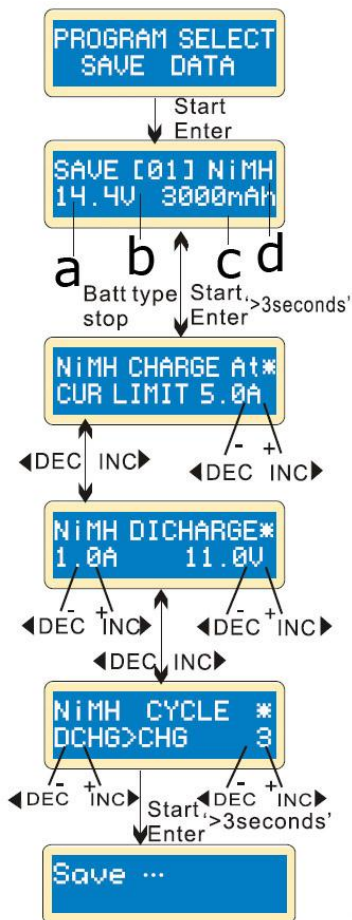 PROGRAM SELECT
SAVE DATA
Start
Enter
SAVE [01] NiMH
14.4V 3000mAh
a b c d
Batt type
stop
Start
Enter '>3seconds'
NiMH CHARGE At*
CUR LIMIT 5.0A
- +
◀DEC INC▶
◀DEC INC▶
NiMH DICHARGE*
1.0A 11.0V
- + - +
◀DEC INC▶ ◀DEC INC▶
◀DEC INC▶
NiMH CYCLE *
DCHG>CHG 3
- + - +
◀DEC INC▶ ◀DEC INC▶
Start
Enter '>3seconds'
Save ···